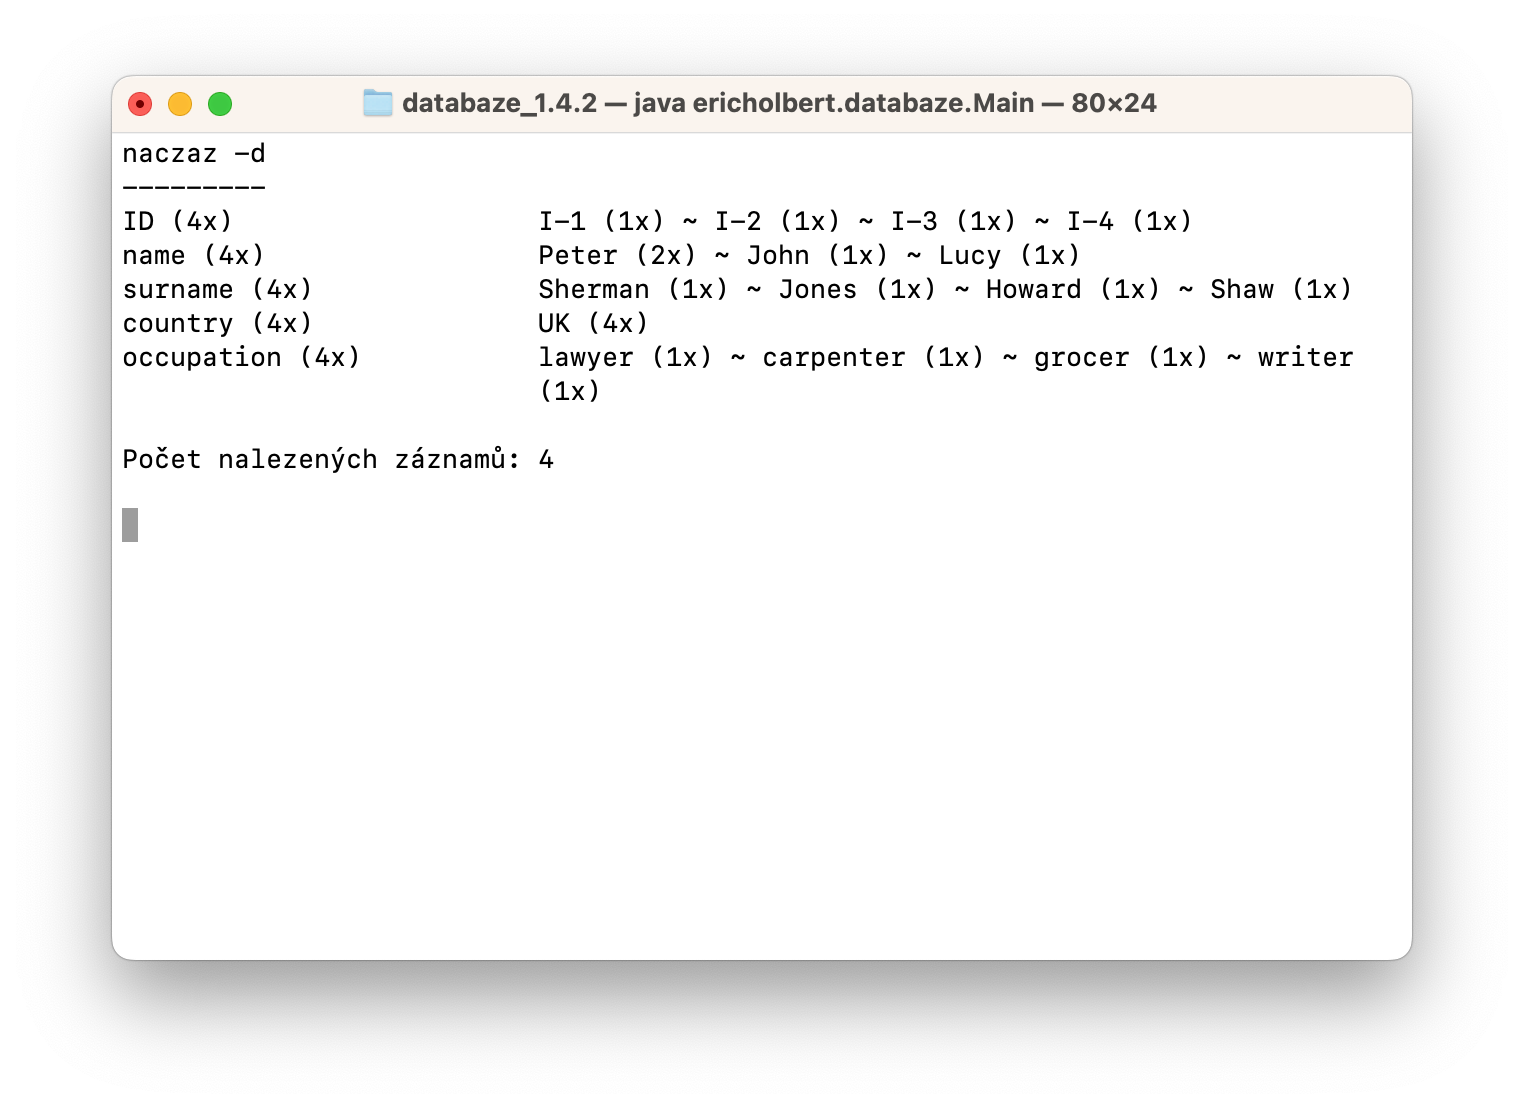 databaze_1.4.2 — java ericholbert.databaze.Main — 80×24
naczaz -d
---------
ID (4x) I-1 (1x) ~ I-2 (1x) ~ I-3 (1x) ~ I-4 (1x)
name (4x) Peter (2x) ~ John (1x) ~ Lucy (1x)
surname (4x) Sherman (1x) ~ Jones (1x) ~ Howard (1x) ~ Shaw (1x)
country (4x) UK (4x)
occupation (4x) lawyer (1x) ~ carpenter (1x) ~ grocer (1x) ~ writer
(1x)
Počet nalezených záznamů: 4